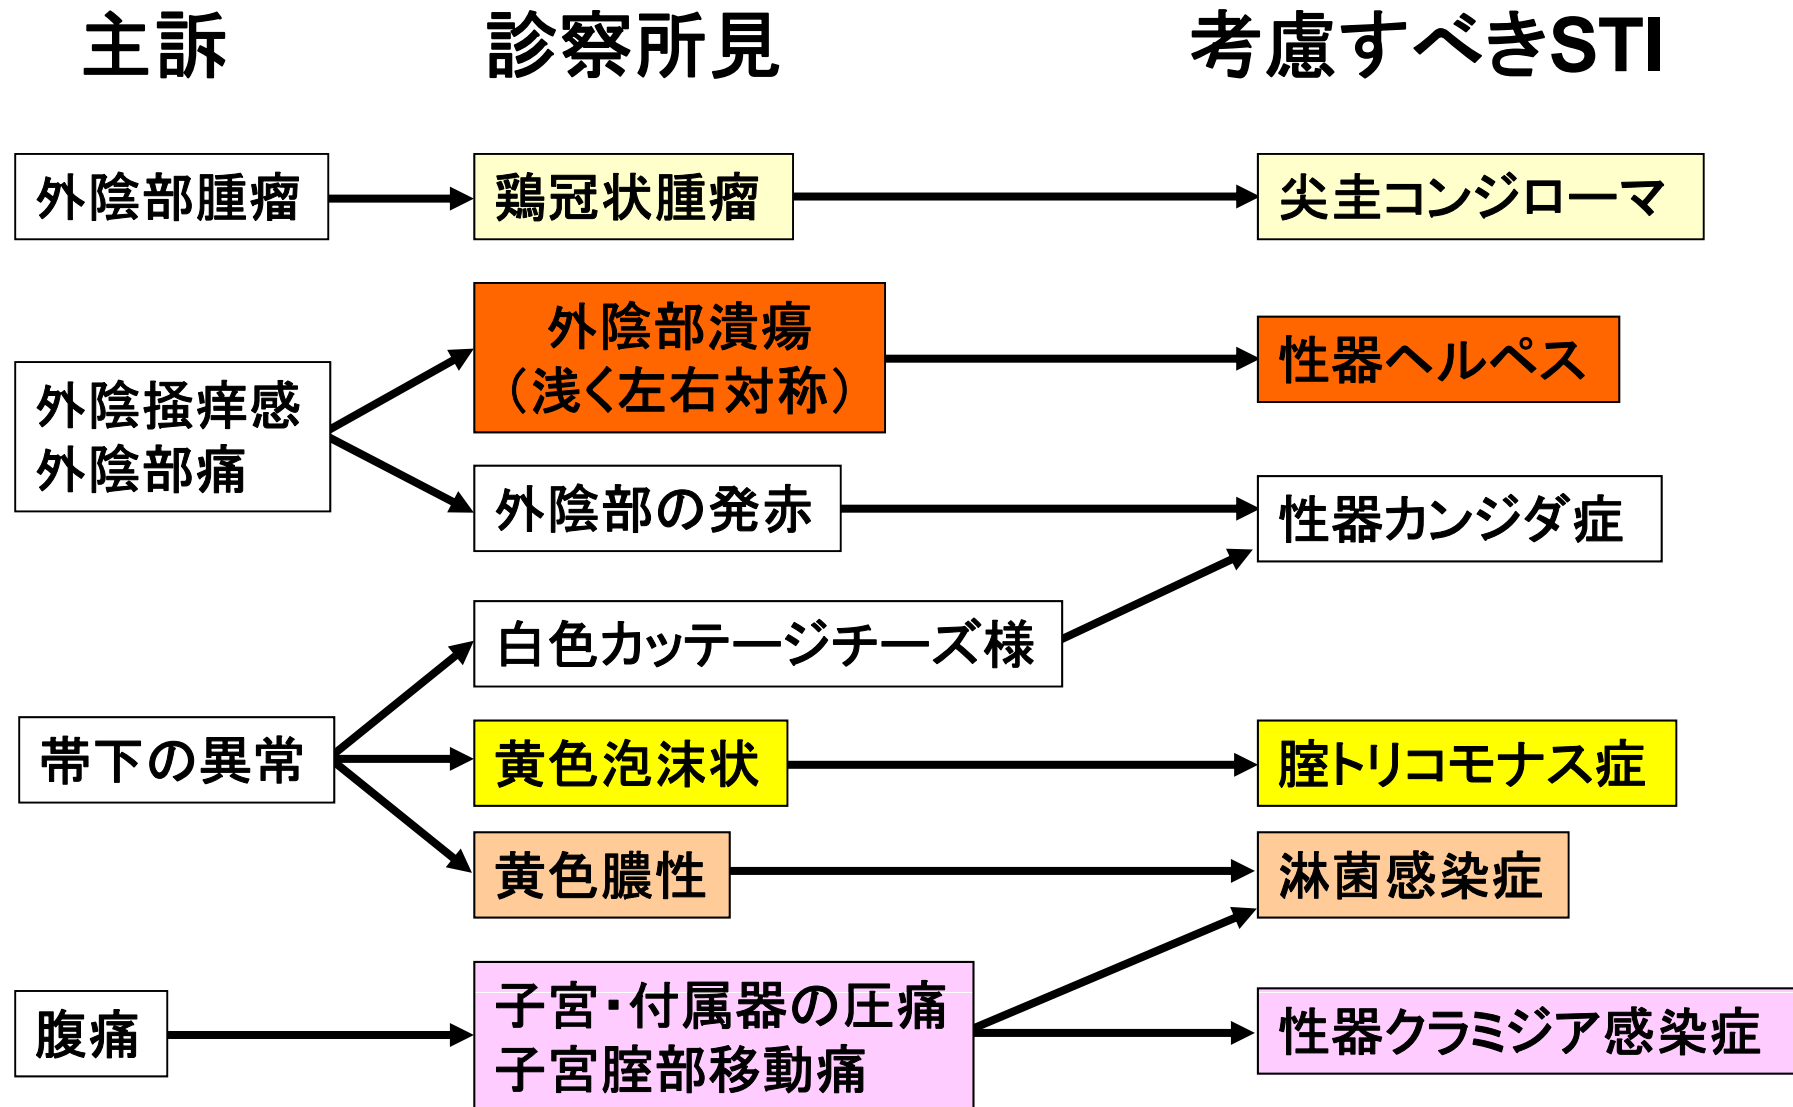 主訴
診察所見
考慮すべきSTI
外陰部腫瘤
鶏冠状腫瘤
尖圭コンジローマ
外陰掻痒感
外陰部痛
外陰部潰瘍
（浅く左右対称）
性器ヘルペス
外陰部の発赤
性器カンジダ症
帯下の異常
白色カッテージチーズ様
黄色泡沫状
腟トリコモナス症
黄色膿性
淋菌感染症
腹痛
子宮・付属器の圧痛
子宮腟部移動痛
性器クラミジア感染症